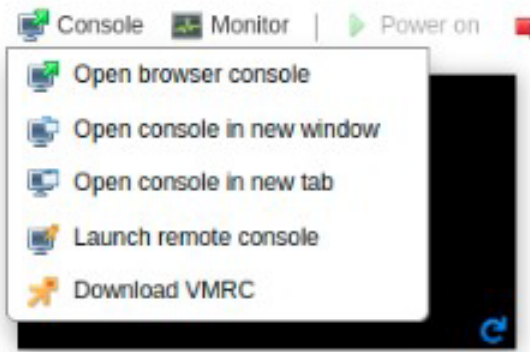 Console Monitor | Power on
Open browser console
Open console in new window
Open console in new tab
Launch remote console
Download VMRC